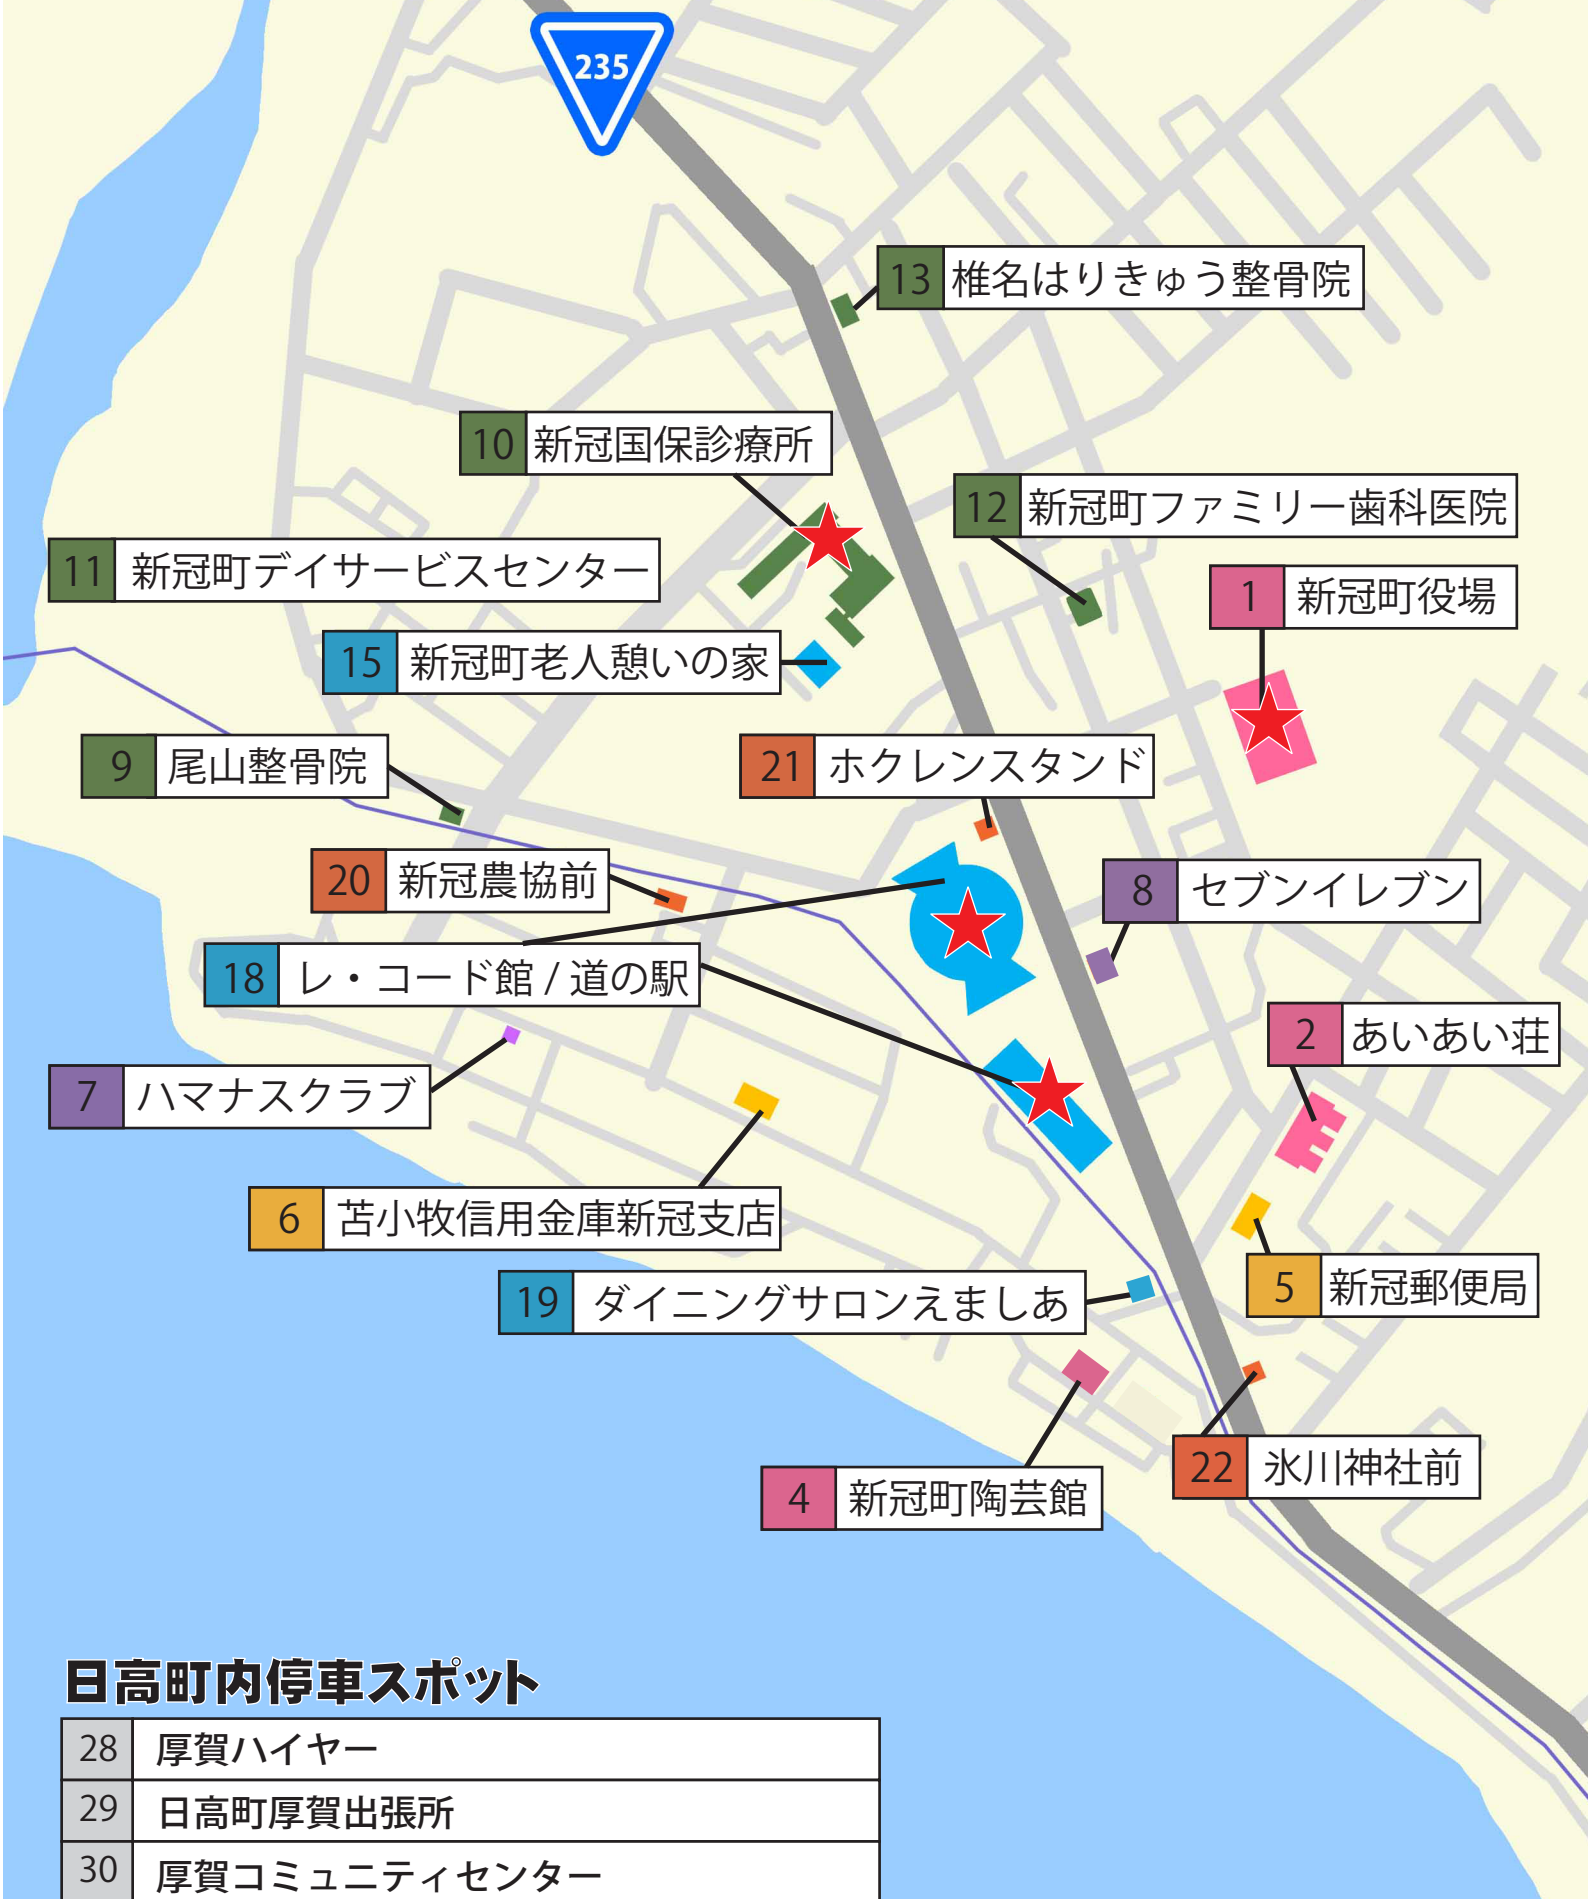 235
13 椎名はりきゅう整骨院
10 新冠国保診療所
12 新冠町ファミリー歯科医院
11 新冠町デイサービスセンター
1 新冠町役場
15 新冠町老人憩いの家
9 尾山整骨院
21 ホクレンスタンド
20 新冠農協前
8 セブンイレブン
18 レ・コード館 / 道の駅
2 あいあい荘
7 ハマナスクラブ
6 苫小牧信用金庫新冠支店
5 新冠郵便局
19 ダイニングサロンえましあ
22 氷川神社前
4 新冠町陶芸館
日高町内停車スポット
28 厚賀ハイヤー
29 日高町厚賀出張所
30 厚賀コミュニティセンター